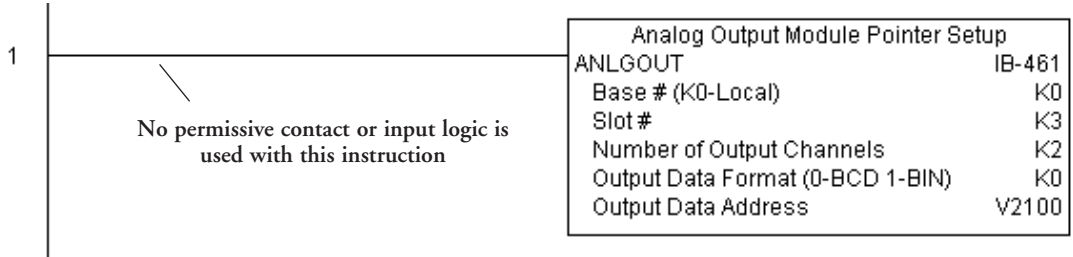 1
No permissive contact or input logic is
used with this instruction
Analog Output Module Pointer Setup
ANLGOUT IB-461
Base # (K0-Local) K0
Slot # K3
Number of Output Channels K2
Output Data Format (0-BCD 1-BIN) K0
Output Data Address V2100